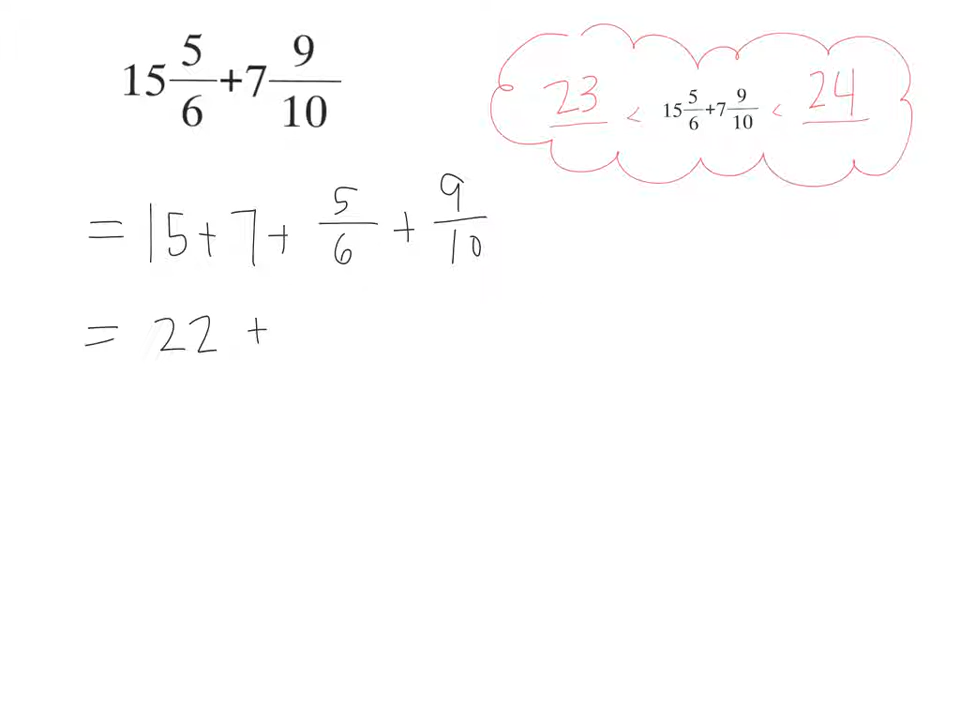 15 5/6 + 7 9/10
23 < 15 5/6 + 7 9/10 < 24
= 15 + 7 + 5/6 + 9/10
= 22 +